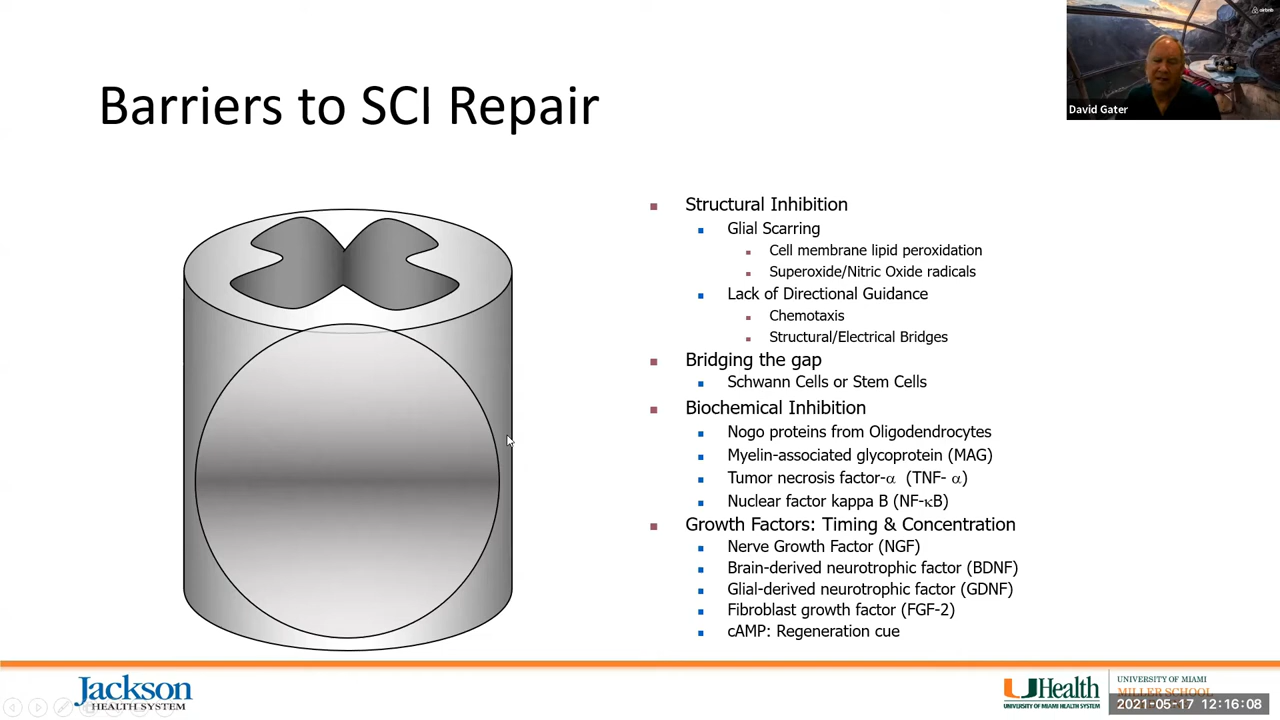 airbnb
David Gater
Barriers to SCI Repair
Structural Inhibition
Glial Scarring
Cell membrane lipid peroxidation
Superoxide/Nitric Oxide radicals
Lack of Directional Guidance
Chemotaxis
Structural/Electrical Bridges
Bridging the gap
Schwann Cells or Stem Cells
Biochemical Inhibition
Nogo proteins from Oligodendrocytes
Myelin-associated glycoprotein (MAG)
Tumor necrosis factor-α (TNF- α)
Nuclear factor kappa B (NF-κB)
Growth Factors: Timing & Concentration
Nerve Growth Factor (NGF)
Brain-derived neurotrophic factor (BDNF)
Glial-derived neurotrophic factor (GDNF)
Fibroblast growth factor (FGF-2)
cAMP: Regeneration cue
Jackson
HEALTH SYSTEM
UHealth
UNIVERSITY OF MIAMI HEALTH SYSTEM
UNIVERSITY OF MIAMI
MILLER SCHOOL
2021-05-17 12:16:08